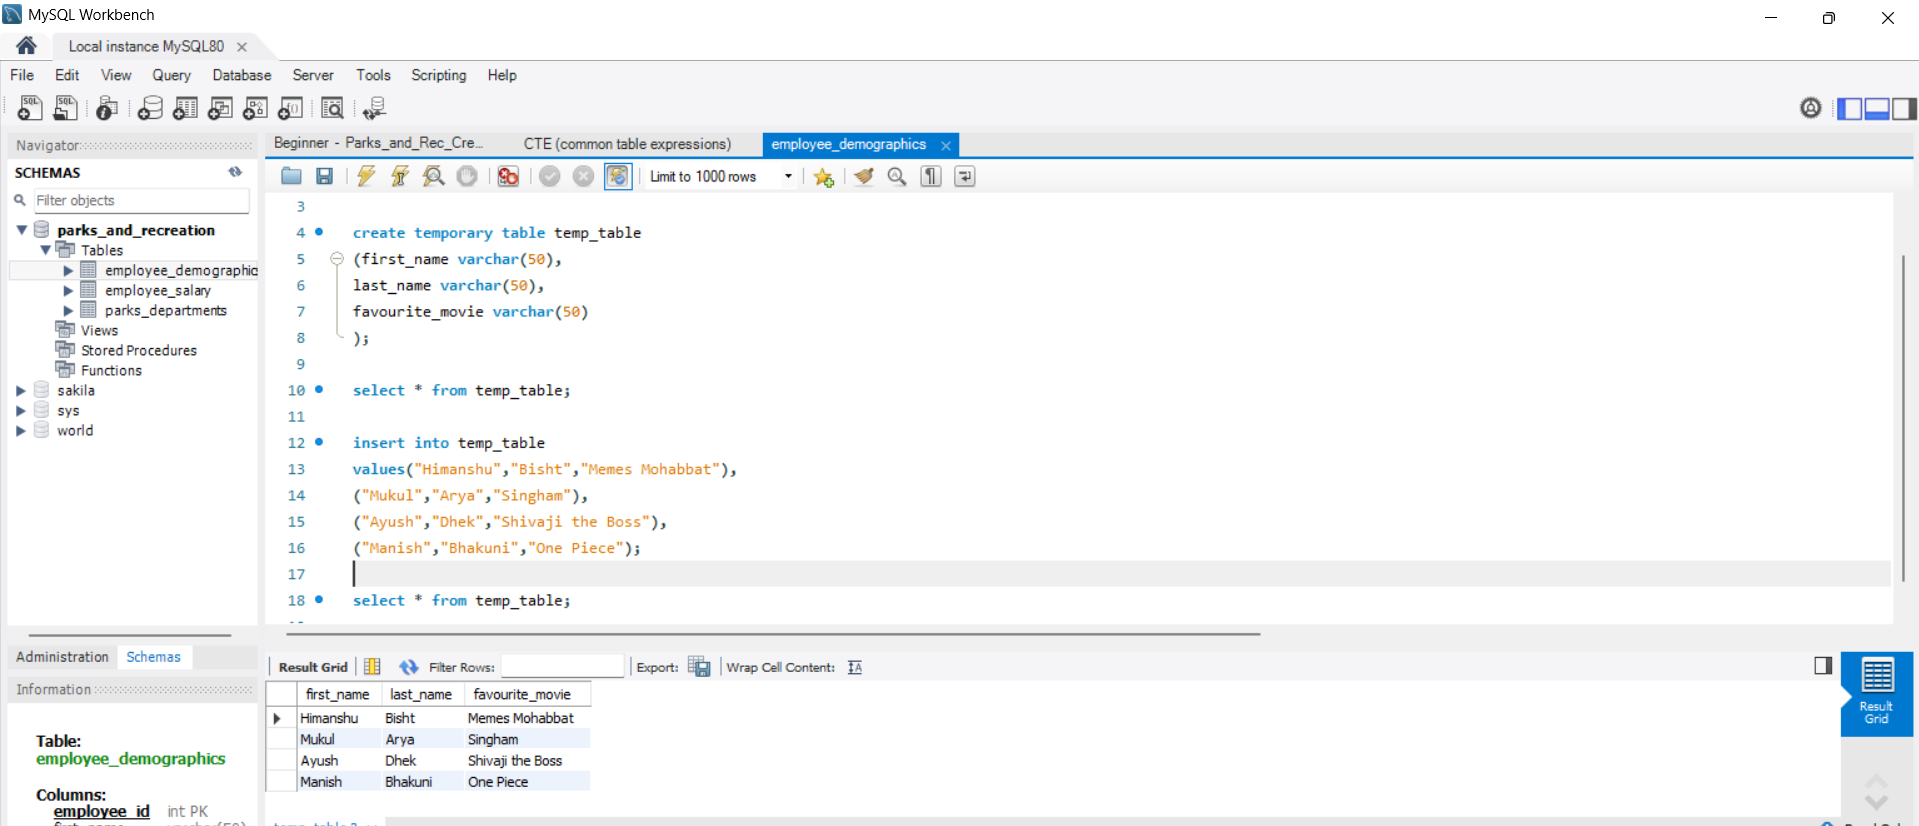 MySQL Workbench
Local instance MySQL80
File Edit View Query Database Server Tools Scripting Help
Navigator
SCHEMAS
Filter objects
parks_and_recreation
Tables
employee_demographic
employee_salary
parks_departments
Views
Stored Procedures
Functions
sakila
sys
world
Administration Schemas
Information
Table:
employee_demographics
Columns:
employee_id int PK
Beginner - Parks_and_Rec_Cre... CTE (common table expressions) employee_demographics
Limit to 1000 rows
3
4 create temporary table temp_table
5 (first_name varchar(50),
6 last_name varchar(50),
7 favourite_movie varchar(50)
8 );
9
10 select * from temp_table;
11
12 insert into temp_table
13 values("Himanshu","Bisht","Memes Mohabbat"),
14 ("Mukul","Arya","Singham"),
15 ("Ayush","Dhek","Shivaji the Boss"),
16 ("Manish","Bhakuni","One Piece");
17
18 select * from temp_table;
Result Grid Filter Rows: Export: Wrap Cell Content:
first_name last_name favourite_movie
Himanshu Bisht Memes Mohabbat
Mukul Arya Singham
Ayush Dhek Shivaji the Boss
Manish Bhakuni One Piece
Result
Grid